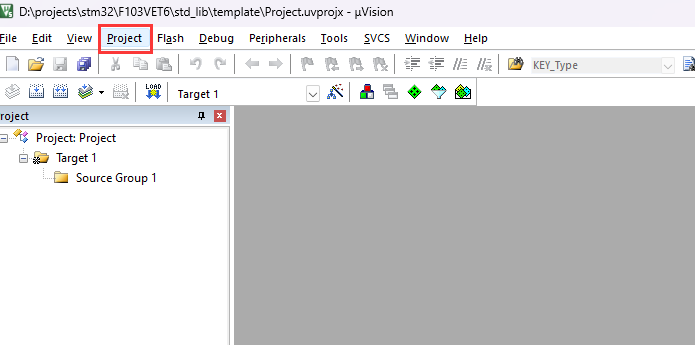 D:\projects\stm32\F103VET6\std_lib\template\Project.uvprojx - µVision
File Edit View Project Flash Debug Peripherals Tools SVCS Window Help
KEY_Type
LOAD Target 1
roject
Project: Project
Target 1
Source Group 1